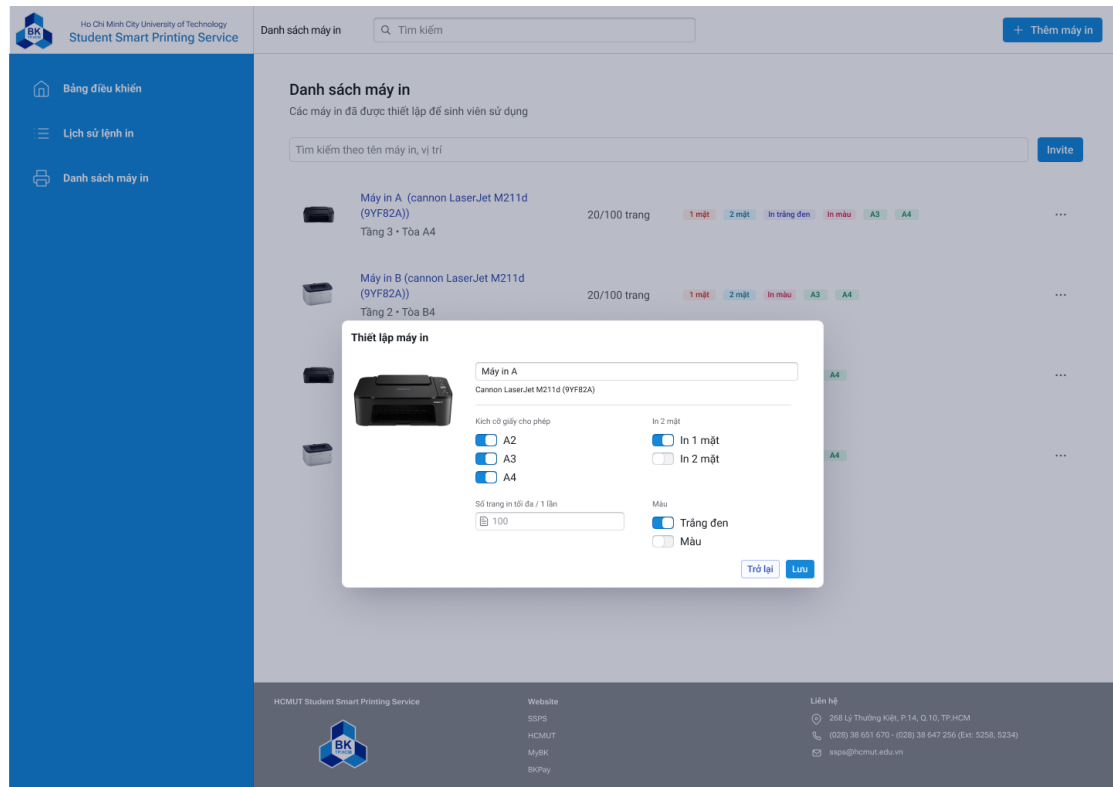 BK
TP.HCM
Ho Chi Minh City University of Technology
Student Smart Printing Service
Danh sách máy in
Tìm kiếm
+ Thêm máy in
Bảng điều khiển
Lịch sử lệnh in
Danh sách máy in
Danh sách máy in
Các máy in đã được thiết lập để sinh viên sử dụng
Tìm kiếm theo tên máy in, vị trí
Invite
Máy in A (cannon LaserJet M211d
(9YF82A))
Tầng 3 • Tòa A4
20/100 trang
1 mặt 2 mặt In trắng đen In màu A3 A4
...
Máy in B (cannon LaserJet M211d
(9YF82A))
Tầng 2 • Tòa B4
20/100 trang
1 mặt 2 mặt In màu A3 A4
...
A4
...
A4
...
Thiết lập máy in
Máy in A
Cannon LaserJet M211d (9YF82A)
Kích cỡ giấy cho phép
A2
A3
A4
In 2 mặt
In 1 mặt
In 2 mặt
Số trang in tối đa / 1 lần
100
Màu
Trắng đen
Màu
Trở lại
Lưu
HCMUT Student Smart Printing Service
BK
TP.HCM
Website
SSPS
HCMUT
MyBK
BKPay
Liên hệ
268 Lý Thường Kiệt, P.14, Q.10, TP.HCM
(028) 38 651 670 - (028) 38 647 256 (Ext: 5258, 5234)
ssps@hcmut.edu.vn